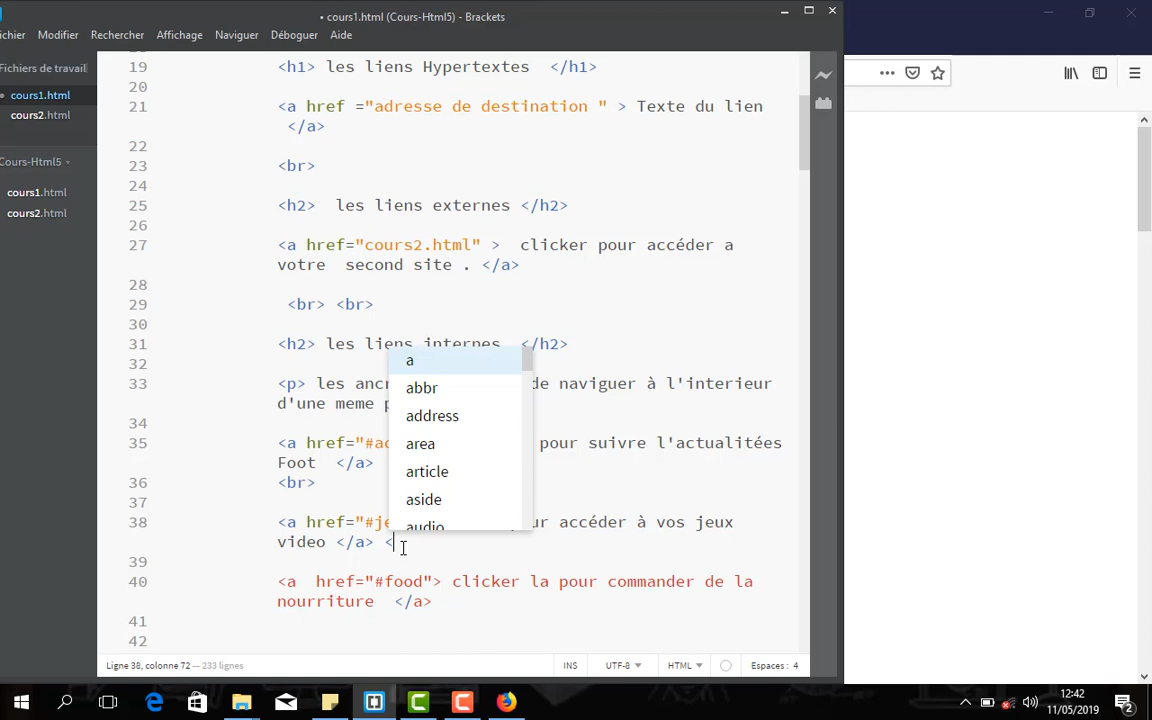 • cours1.html (Cours-Html5) - Brackets
Modifier Rechercher Affichage Naviguer Déboguer Aide
Fichiers de travail
cours1.html
cours2.html
Cours-Html5
cours1.html
cours2.html
19 <h1> les liens Hypertextes </h1>
20
21 <a href ="adresse de destination " > Texte du lien
</a>
22
23 <br>
24
25 <h2> les liens externes </h2>
26
27 <a href="cours2.html" > clicker pour accéder a
votre second site . </a>
28
29 <br> <br>
30
31 <h2> les liens internes </h2>
32
33 <p> les de naviguer à l'interieur
d'une meme
34
35 <a href="# pour suivre l'actualitées
Foot </a>
36 <br>
37
38 <a href="# accéder à vos jeux
video </a> <
39
40 <a href="#food"> clicker la pour commander de la
nourriture </a>
41
42
a
abbr
address
area
article
aside
audio
Ligne 38, colonne 72 — 233 lignes
INS UTF-8 HTML Espaces : 4
12:42
11/05/2019
2